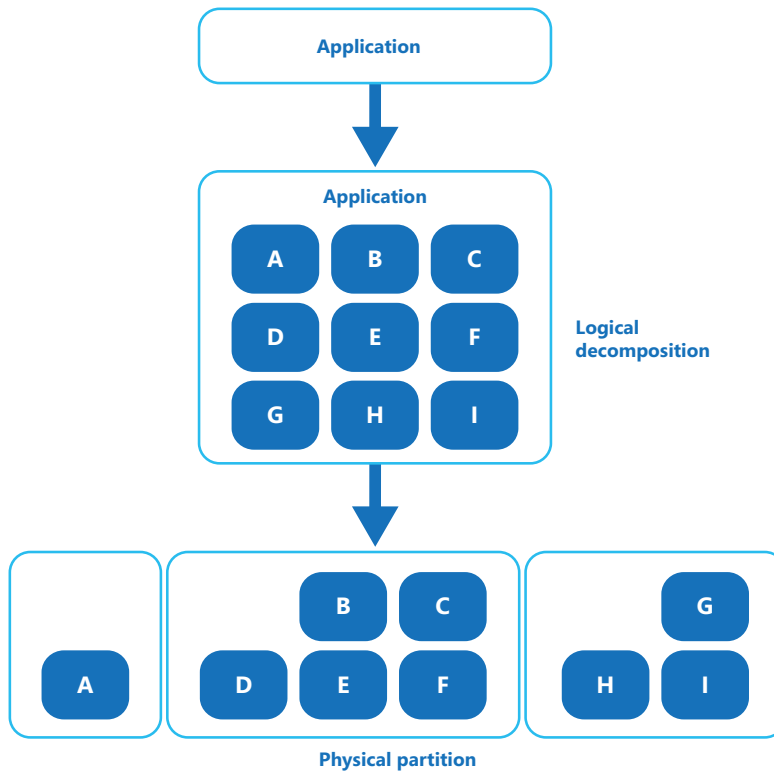 Application
Application
A B C
D E F
G H I
Logical
decomposition
B C
G
A
D E F
H I
Physical partition